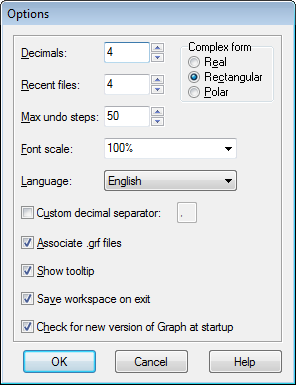 Options
Decimals: 4
Complex form
Real
Rectangular
Polar
Recent files: 4
Max undo steps: 50
Font scale: 100%
Language: English
Custom decimal separator: .
Associate .grf files
Show tooltip
Save workspace on exit
Check for new version of Graph at startup
OK Cancel Help